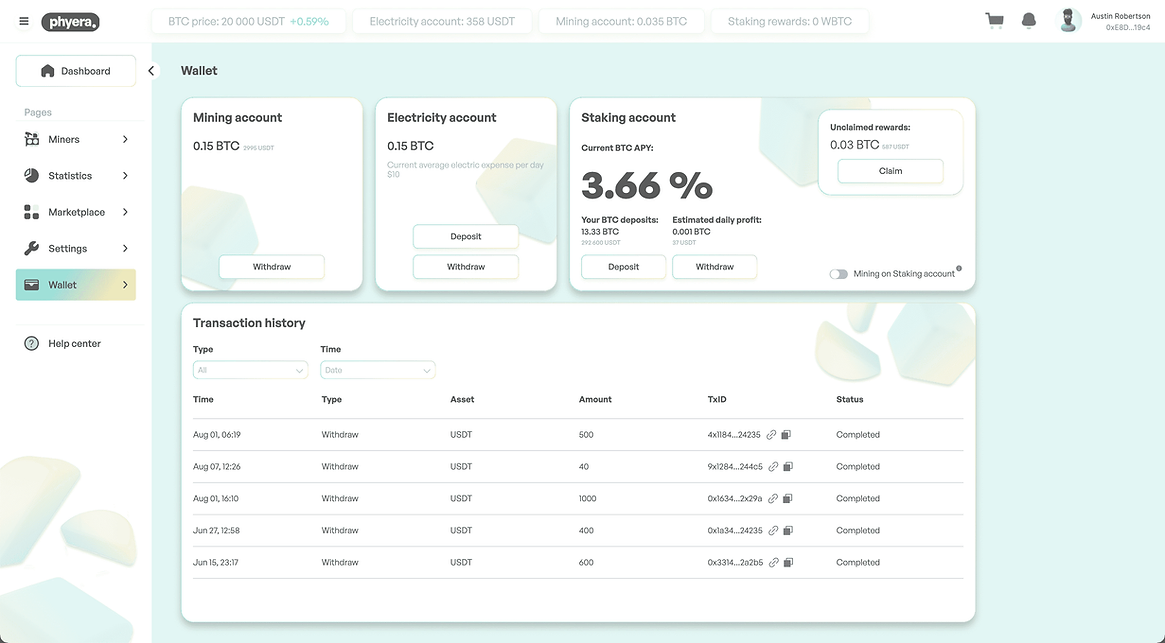 phyera.
BTC price: 20 000 USDT +0.59%
Electricity account: 358 USDT
Mining account: 0.035 BTC
Staking rewards: 0 WBTC
Austin Robertson
0xE8D...19c4
Dashboard
Pages
Miners
Statistics
Marketplace
Settings
Wallet
Help center
Wallet
Mining account
0.15 BTC 2995 USDT
Withdraw
Electricity account
0.15 BTC
Current average electric expense per day
$10
Deposit
Withdraw
Staking account
Current BTC APY:
3.66 %
Your BTC deposits:
13.33 BTC
292 600 USDT
Estimated daily profit:
0.001 BTC
37 USDT
Deposit
Withdraw
Unclaimed rewards:
0.03 BTC 587 USDT
Claim
Mining on Staking account
Transaction history
Type
Time
All
Date
Time Type Asset Amount TxID Status
Aug 01, 06:19 Withdraw USDT 500 4x1184...24235 Completed
Aug 07, 12:26 Withdraw USDT 40 9x1284...244c5 Completed
Aug 01, 16:10 Withdraw USDT 1000 0x1634...2x29a Completed
Jun 27, 12:58 Withdraw USDT 400 0x1a34...24235 Completed
Jun 15, 23:17 Withdraw USDT 600 0x3314...2a2b5 Completed